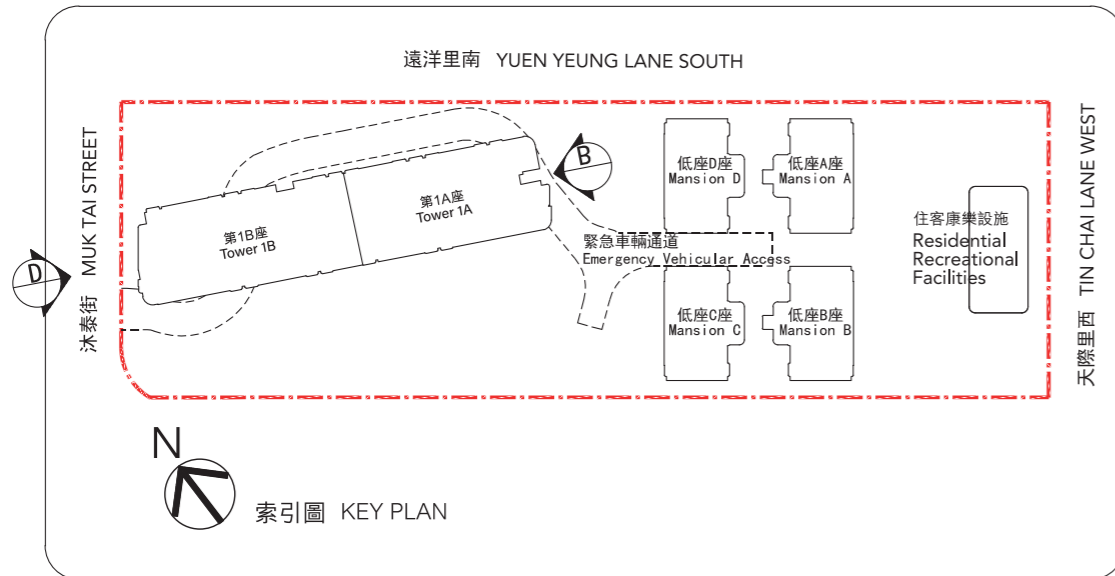 遠洋里南 YUEN YEUNG LANE SOUTH
沐泰街 MUK TAI STREET
天際里西 TIN CHAI LANE WEST
B
D
第1A座
Tower 1A
第1B座
Tower 1B
低座D座
Mansion D
低座A座
Mansion A
住客康樂設施
Residential
Recreational
Facilities
緊急車輛通道
Emergency Vehicular Access
低座C座
Mansion C
低座B座
Mansion B
N
索引圖 KEY PLAN